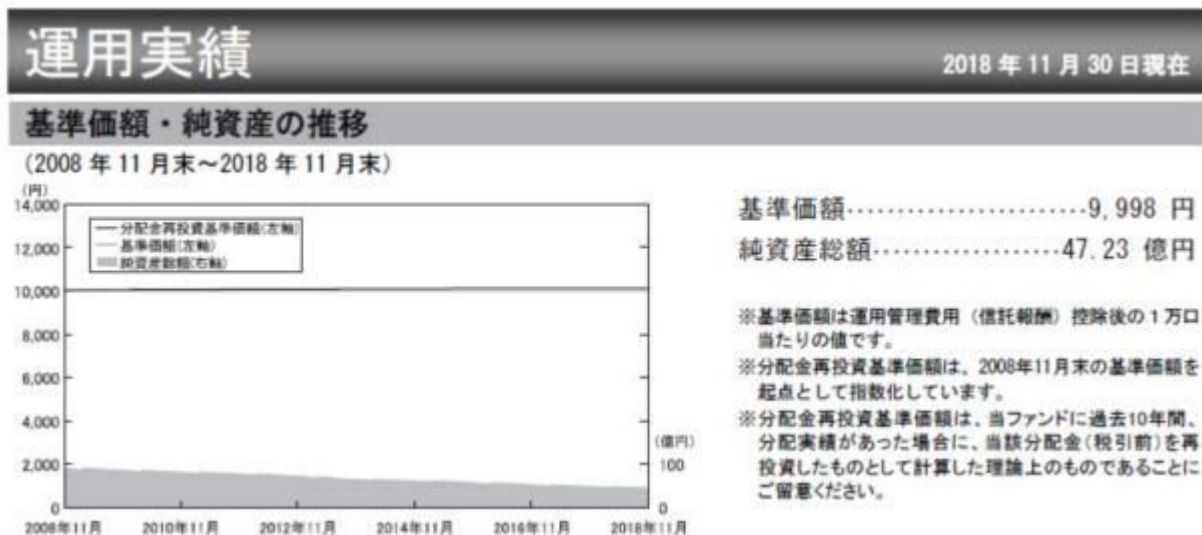 運用実績
2018 年 11 月 30 日現在
基準価額・純資産の推移
（2008 年 11 月末～2018 年 11 月末）
(円)
14,000
12,000
10,000
8,000
6,000
4,000
2,000
0
分配金再投資基準価額(左軸)
基準価額(左軸)
純資産総額(右軸)
(億円)
100
0
2008年11月 2010年11月 2012年11月 2014年11月 2016年11月 2018年11月
基準価額‥‥‥‥‥‥‥‥‥‥‥‥9,998 円
純資産総額‥‥‥‥‥‥‥‥‥47.23 億円
※基準価額は運用管理費用（信託報酬）控除後の１万口
当たりの値です。
※分配金再投資基準価額は、2008年11月末の基準価額を
起点として指数化しています。
※分配金再投資基準価額は、当ファンドに過去10年間、
分配実績があった場合に、当該分配金(税引前)を再
投資したものとして計算した理論上のものであることに
ご留意ください。